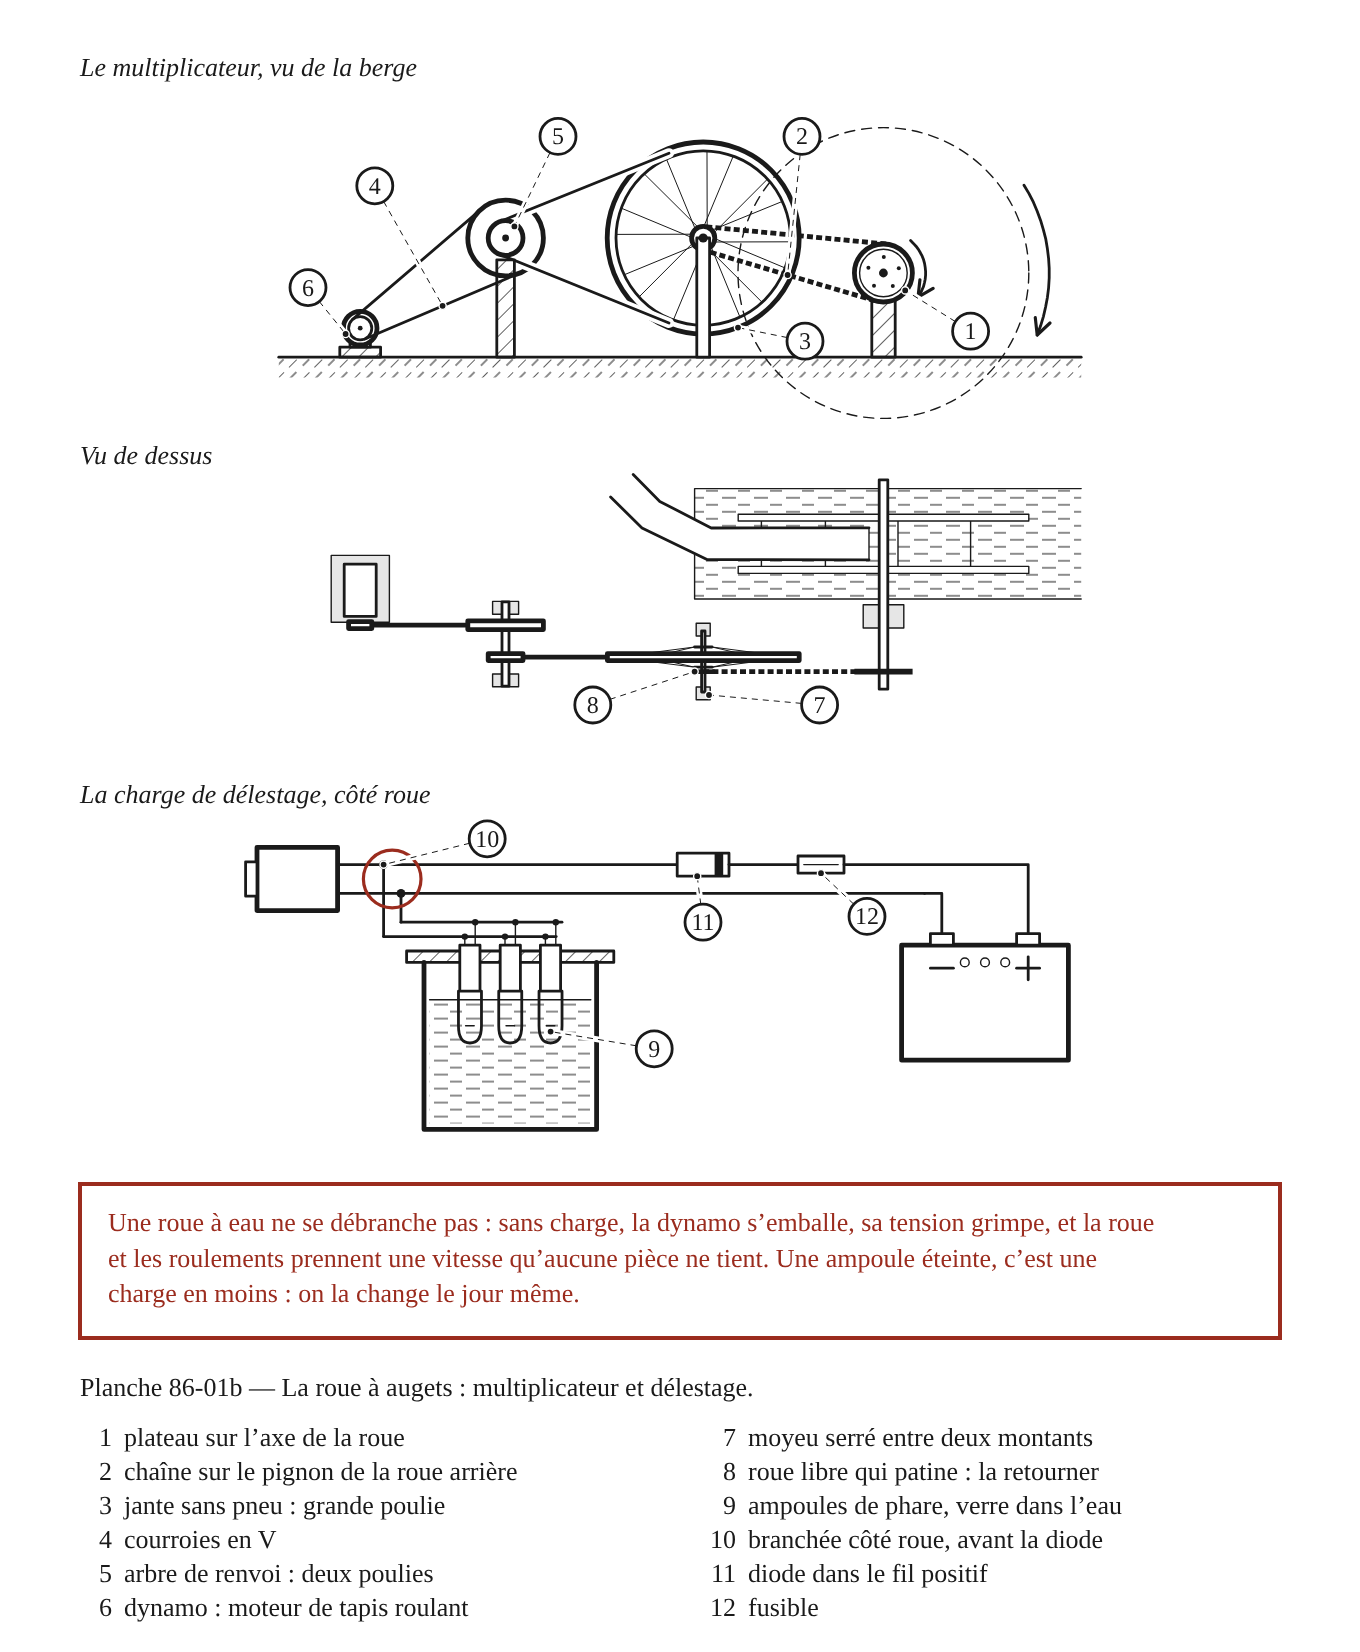 Le multiplicateur, vu de la berge
5
2
4
6
1
3
Vu de dessus
8
7
La charge de délestage, côté roue
10
11
12
9
Une roue à eau ne se débranche pas : sans charge, la dynamo s’emballe, sa tension grimpe, et la roue
et les roulements prennent une vitesse qu’aucune pièce ne tient. Une ampoule éteinte, c’est une
charge en moins : on la change le jour même.
Planche 86-01b — La roue à augets : multiplicateur et délestage.
1 plateau sur l’axe de la roue
2 chaîne sur le pignon de la roue arrière
3 jante sans pneu : grande poulie
4 courroies en V
5 arbre de renvoi : deux poulies
6 dynamo : moteur de tapis roulant
7 moyeu serré entre deux montants
8 roue libre qui patine : la retourner
9 ampoules de phare, verre dans l’eau
10 branchée côté roue, avant la diode
11 diode dans le fil positif
12 fusible